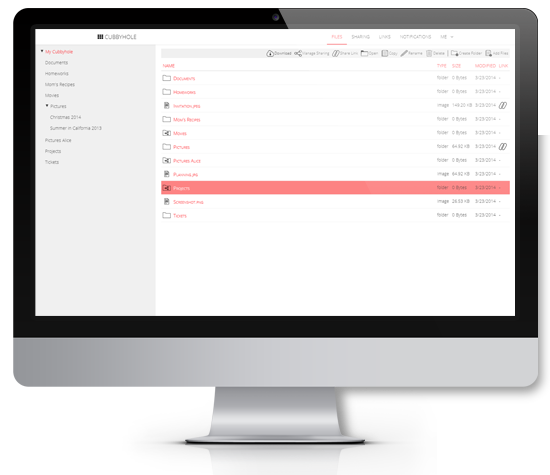 CUBBYHOLE
FILES SHARING LINKS NOTIFICATIONS ME
My Cubbyhole
Documents
Homeworks
Mom's Recipes
Movies
Pictures
Christmas 2014
Summer in California 2013
Pictures Alice
Projects
Tickets
Download Manage Sharing Share Link Open Copy Rename Delete Create Folder Add Files
NAME TYPE SIZE MODIFIED LINK
Documents folder 0 Bytes 5/23/2014 -
Homeworks folder 0 Bytes 5/23/2014 -
image 149.20 KB 5/23/2014
Mom's Recipes folder 0 Bytes 5/23/2014 -
Movies folder 0 Bytes 5/23/2014 -
Pictures folder 84.92 KB 5/23/2014
Pictures Alice folder 0 Bytes 5/23/2014 -
Planning.jpg image 64.92 KB 5/23/2014 -
Projects folder 0 Bytes 5/23/2014 -
Screenshot.png image 26.53 KB 5/23/2014 -
Tickets folder 0 Bytes 5/23/2014 -